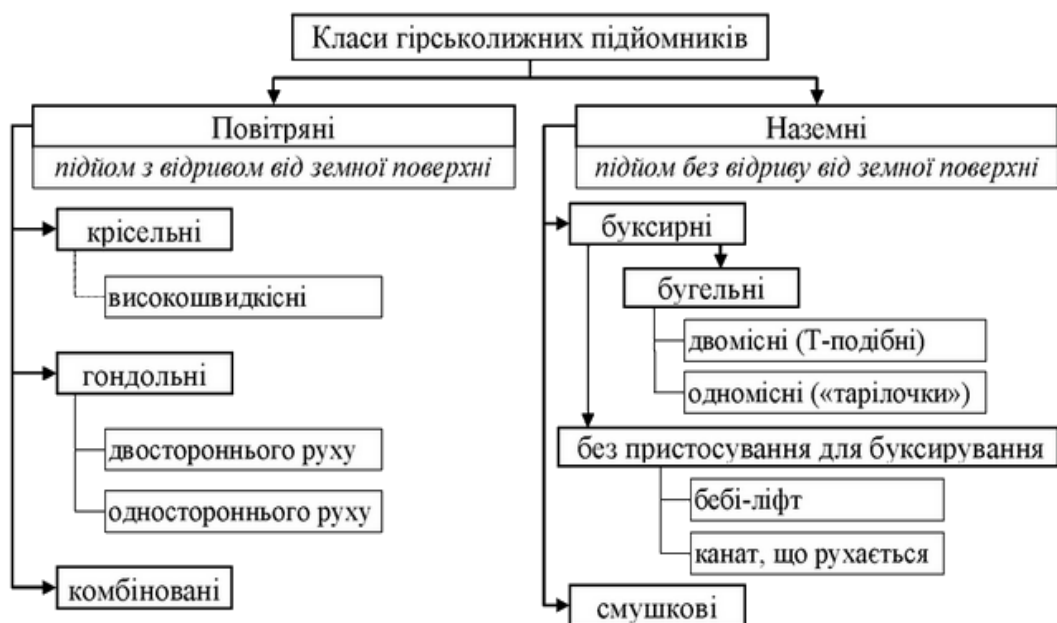 Класи гірськолижних підйомників
Повітряні
підйом з відривом від земної поверхні
крісельні
високошвидкісні
гондольні
двостороннього руху
одностороннього руху
комбіновані
Наземні
підйом без відриву від земної поверхні
буксирні
бугельні
двомісні (Т-подібні)
одномісні («тарілочки»)
без пристосування для буксирування
бебі-ліфт
канат, що рухається
смушкові